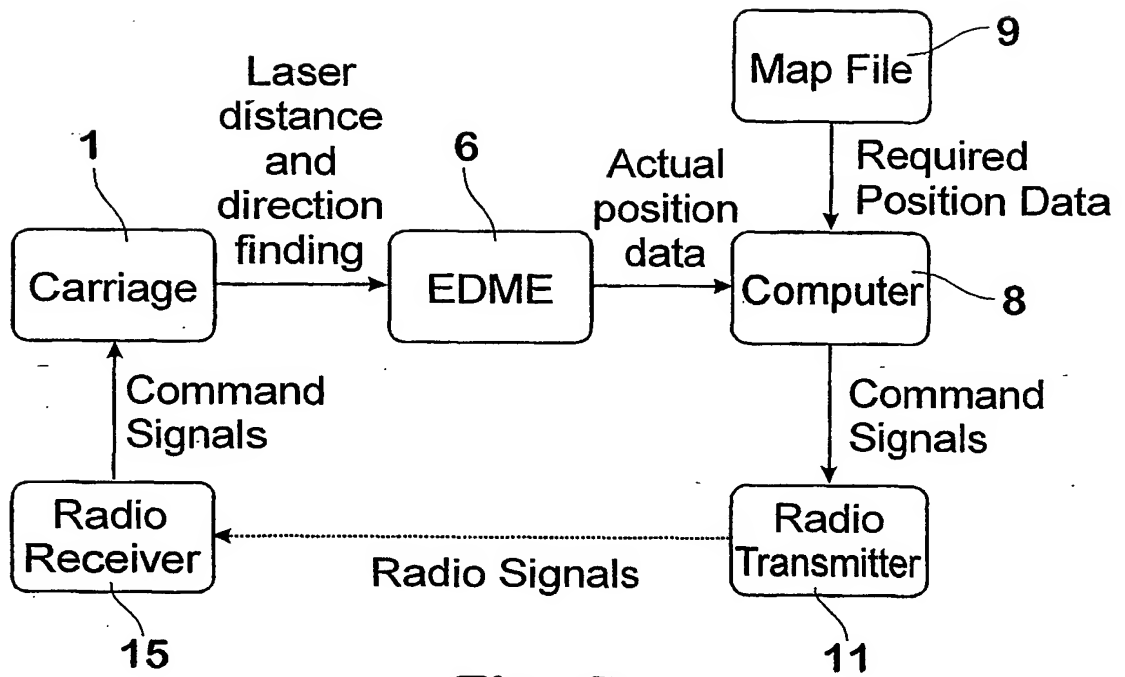 9
Map File
Laser
distance
and
direction
finding
1
6
Actual
position
data
Required
Position Data
Carriage
EDME
Computer
8
Command
Signals
Command
Signals
Radio
Receiver
Radio Signals
Radio
Transmitter
15
11